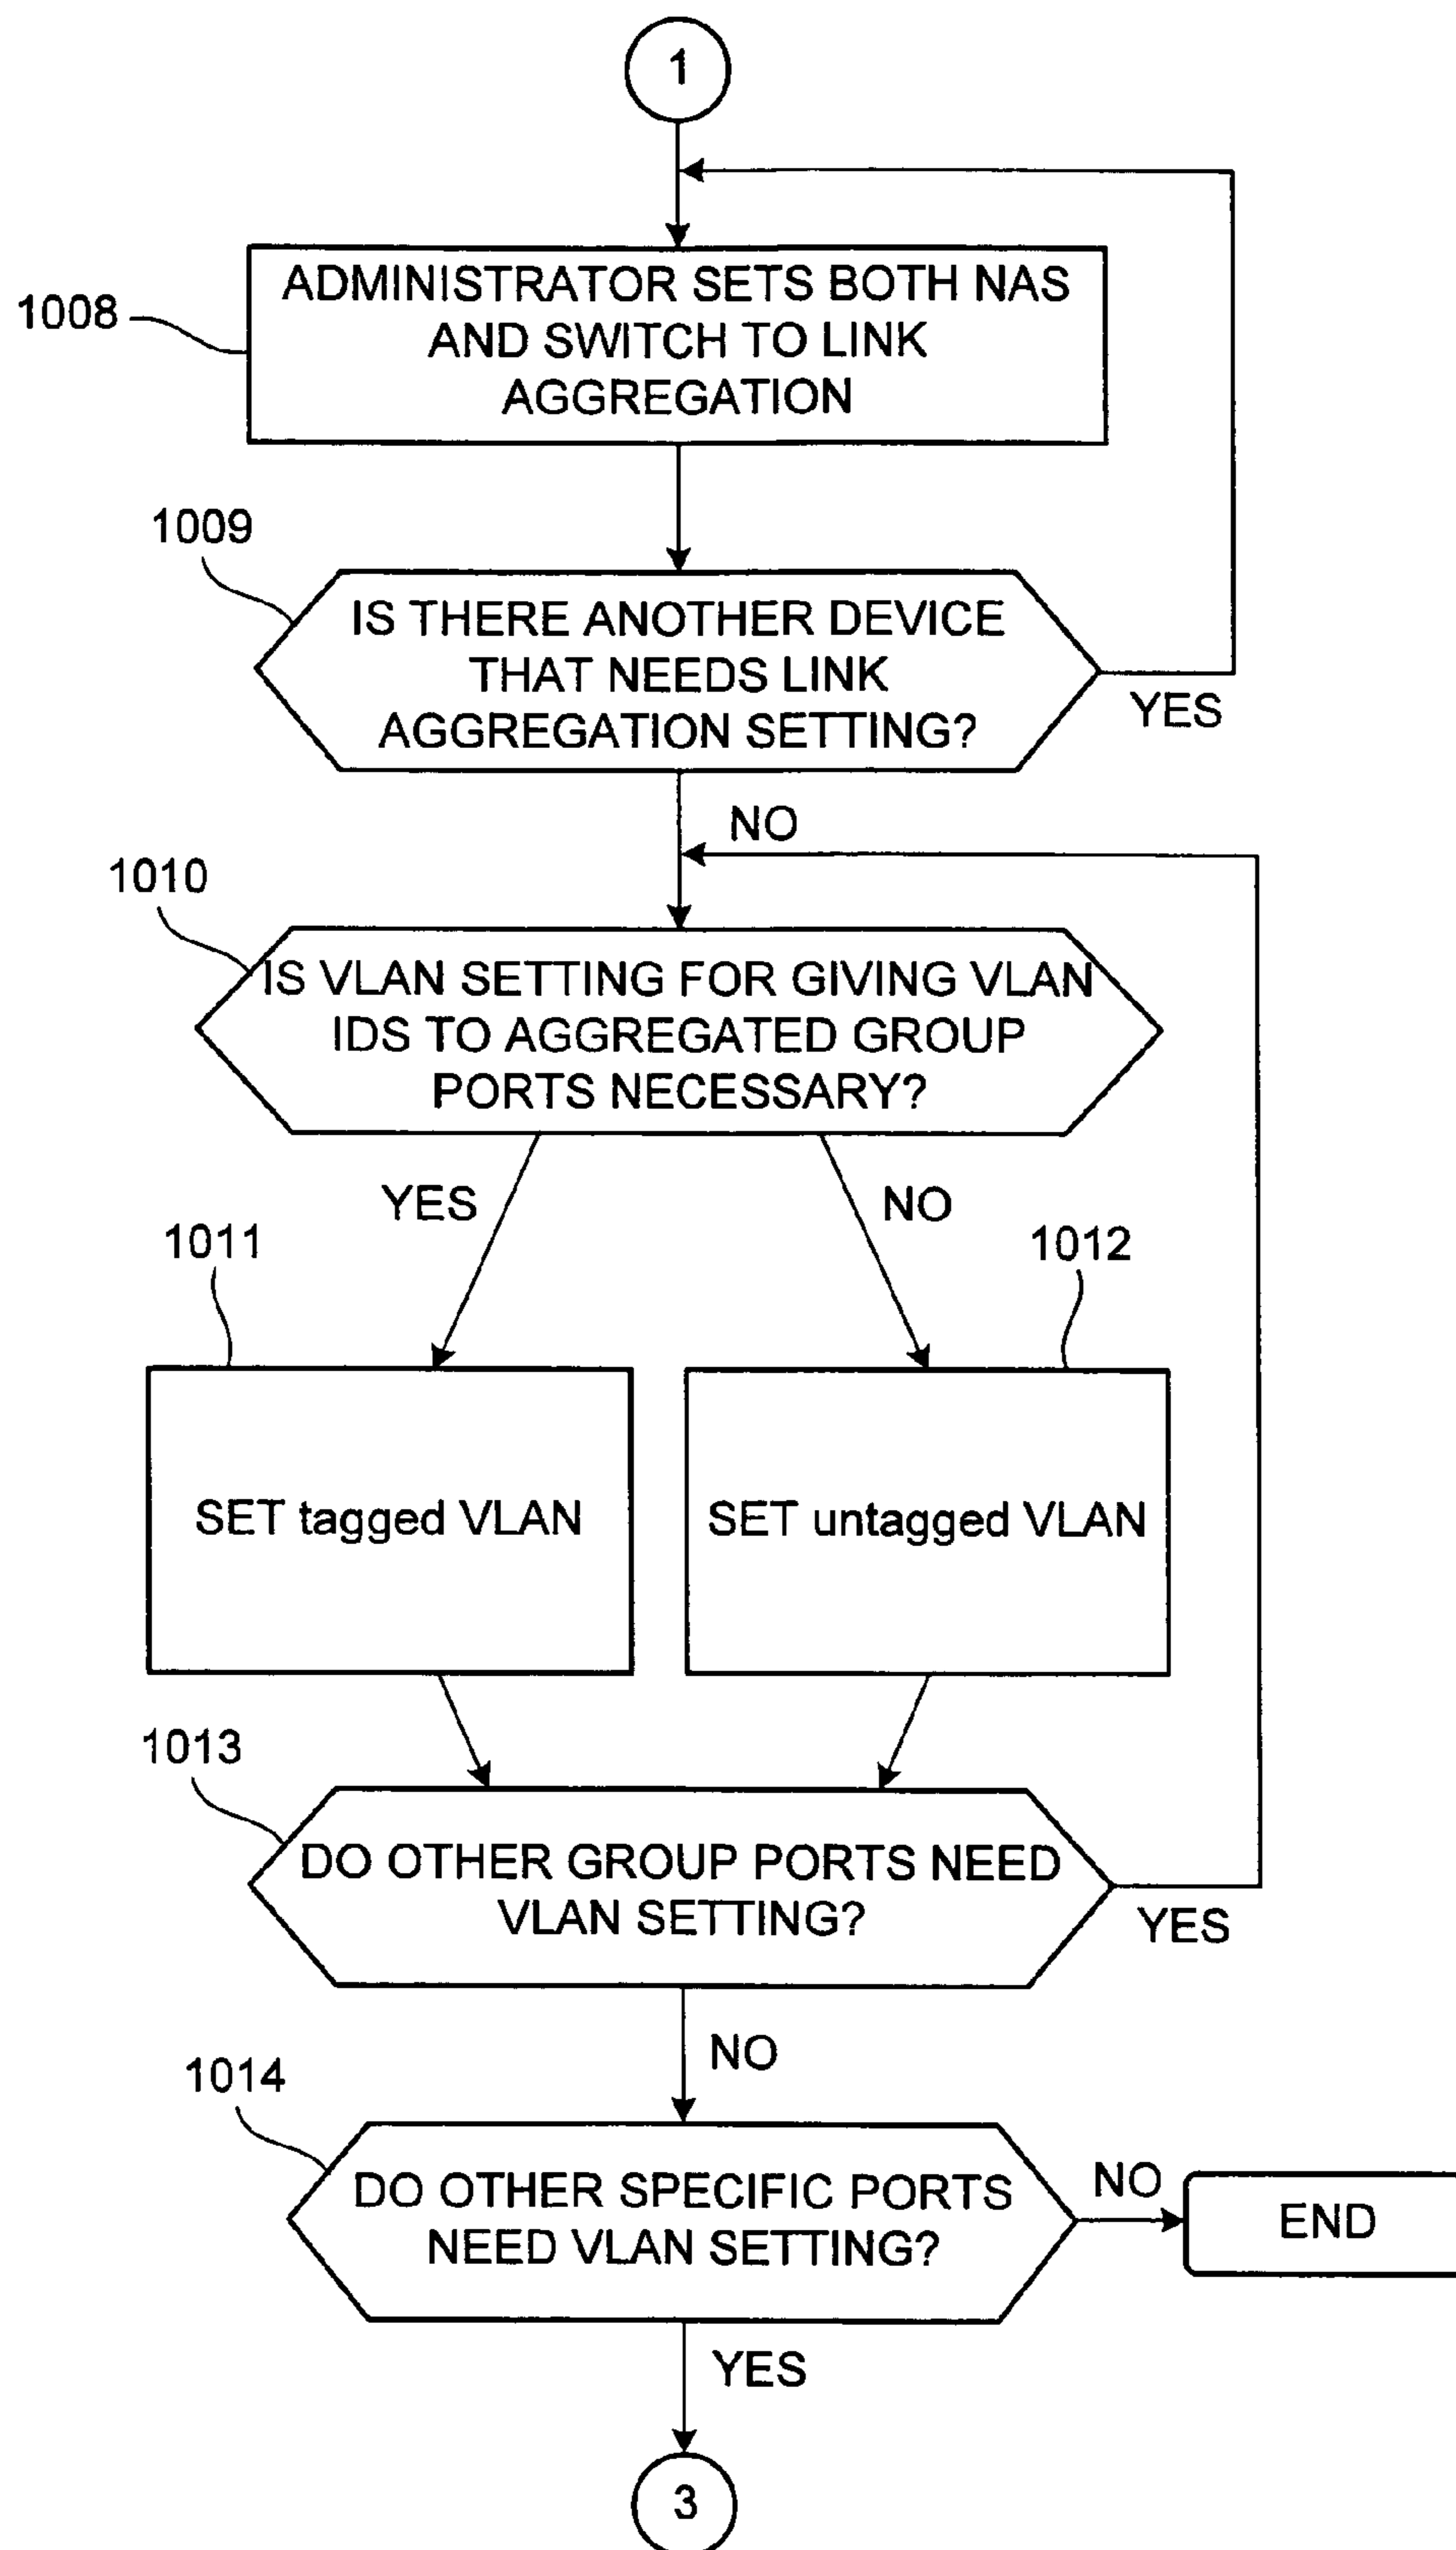 1
ADMINISTRATOR SETS BOTH NAS
AND SWITCH TO LINK
AGGREGATION
1008
1009
IS THERE ANOTHER DEVICE
THAT NEEDS LINK
AGGREGATION SETTING?
YES
NO
1010
IS VLAN SETTING FOR GIVING VLAN
IDS TO AGGREGATED GROUP
PORTS NECESSARY?
YES
NO
1011
1012
SET tagged VLAN
SET untagged VLAN
1013
DO OTHER GROUP PORTS NEED
VLAN SETTING?
YES
NO
1014
DO OTHER SPECIFIC PORTS
NEED VLAN SETTING?
NO
END
YES
3